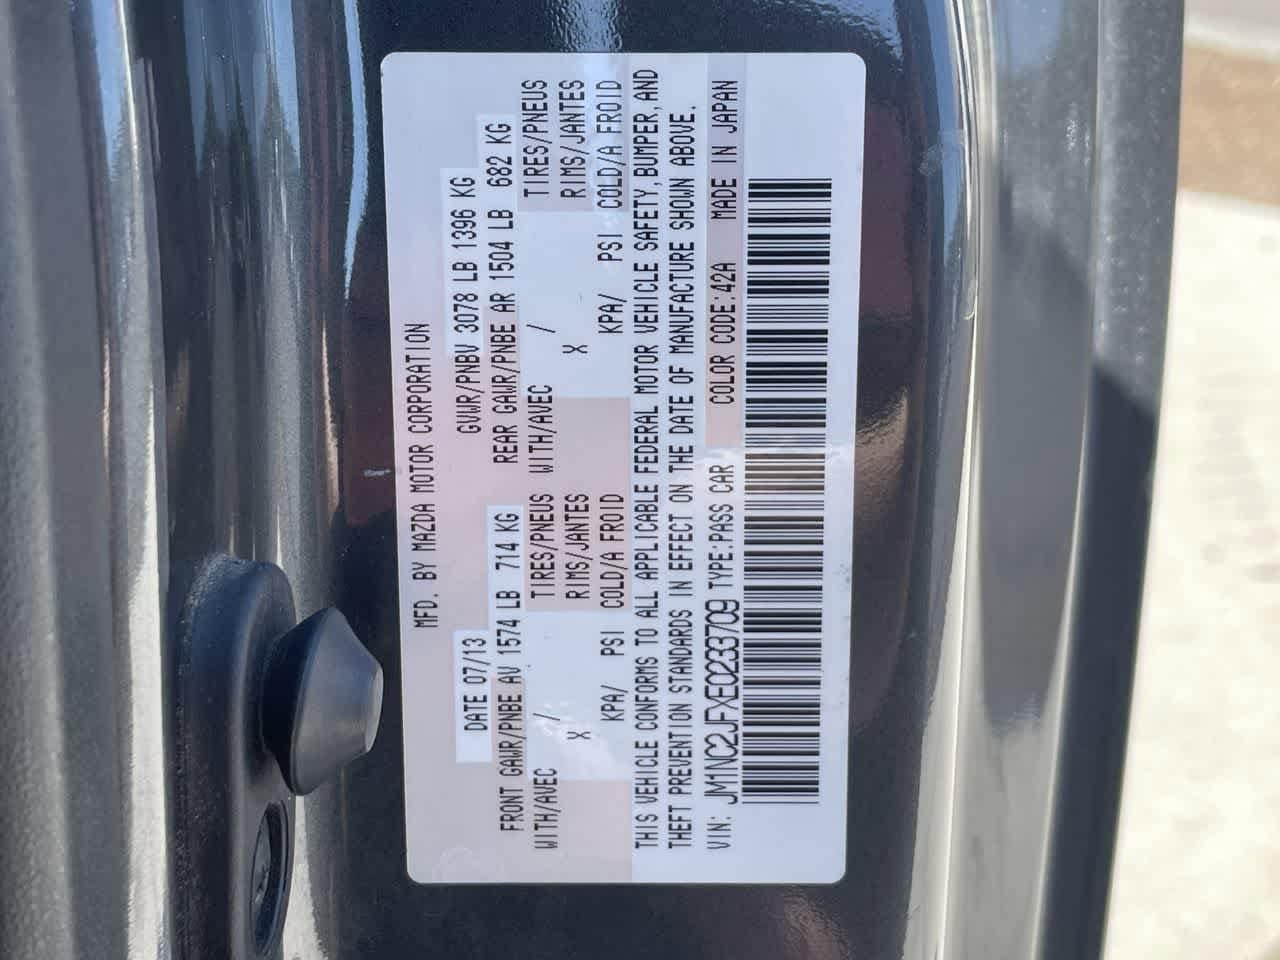 MFD. BY MAZDA MOTOR CORPORATION
DATE 07/13 GVWR/PNBV 3078 LB 1396 KG
FRONT GAWR/PNBE AV 1574 LB 714 KG REAR GAWR/PNBE AR 1504 LB 682 KG
WITH/AVEC / TIRES/PNEUS WITH/AVEC / TIRES/PNEUS
X RIMS/JANTES X RIMS/JANTES
KPA/ PSI COLD/A FROID KPA/ PSI COLD/A FROID
THIS VEHICLE CONFORMS TO ALL APPLICABLE FEDERAL MOTOR VEHICLE SAFETY, BUMPER, AND
THEFT PREVENTION STANDARDS IN EFFECT ON THE DATE OF MANUFACTURE SHOWN ABOVE.
VIN: JM1NC2JFXE0233709 TYPE:PASS CAR COLOR CODE:42A MADE IN JAPAN